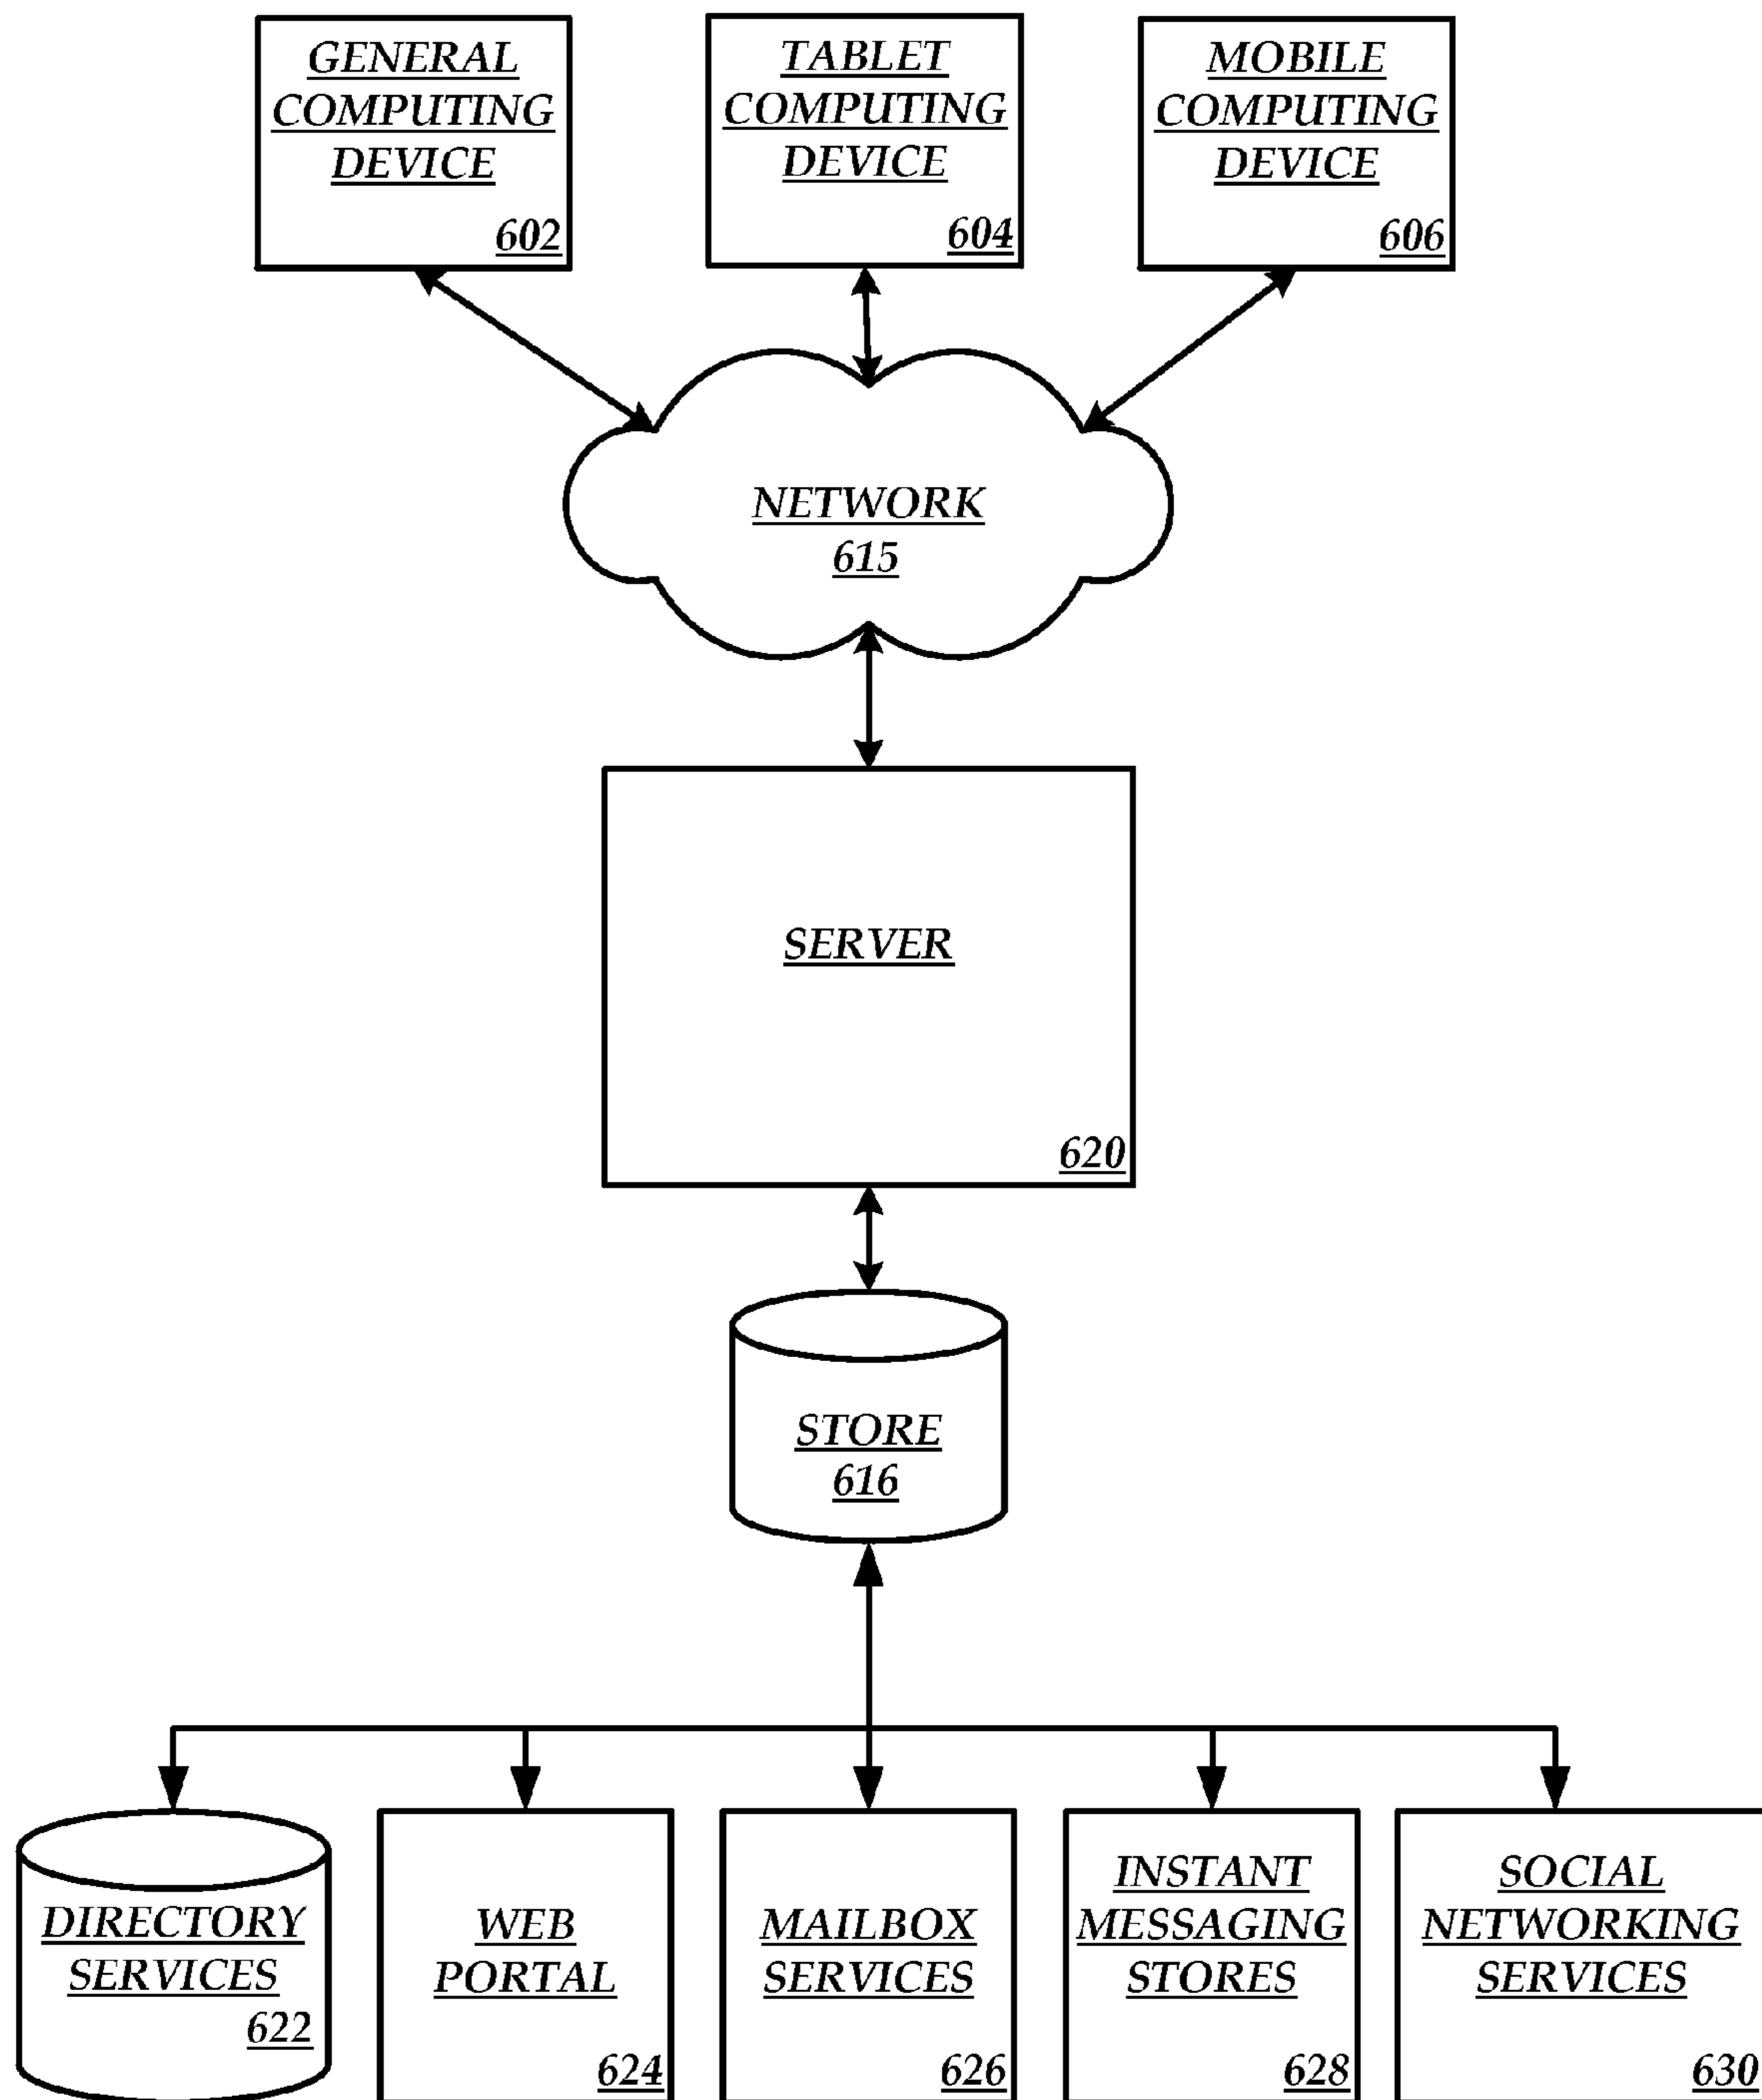 GENERAL
COMPUTING
DEVICE
602
TABLET
COMPUTING
DEVICE
604
MOBILE
COMPUTING
DEVICE
606
NETWORK
615
SERVER
620
STORE
616
DIRECTORY
SERVICES
622
WEB
PORTAL
624
MAILBOX
SERVICES
626
INSTANT
MESSAGING
STORES
628
SOCIAL
NETWORKING
SERVICES
630